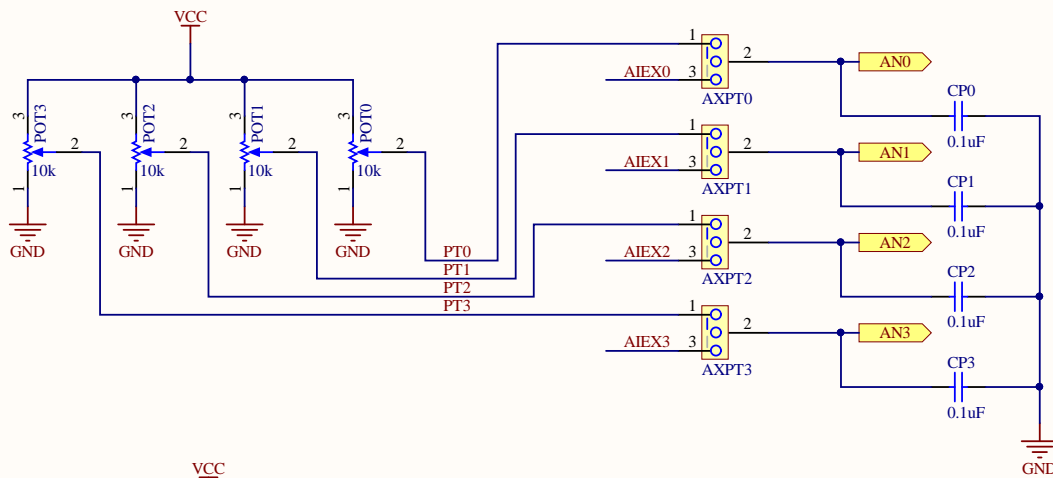 VCC
3
POT3
2
10k
1
GND
3
POT2
2
10k
1
GND
3
POT1
2
10k
1
GND
3
POT0
2
10k
1
GND
PT0
PT1
PT2
PT3
1
AIEX0
3
2
AXPT0
AN0
CP0
0.1uF
1
AIEX1
3
2
AXPT1
AN1
CP1
0.1uF
1
AIEX2
3
2
AXPT2
AN2
CP2
0.1uF
1
AIEX3
3
2
AXPT3
AN3
CP3
0.1uF
GND
VCC